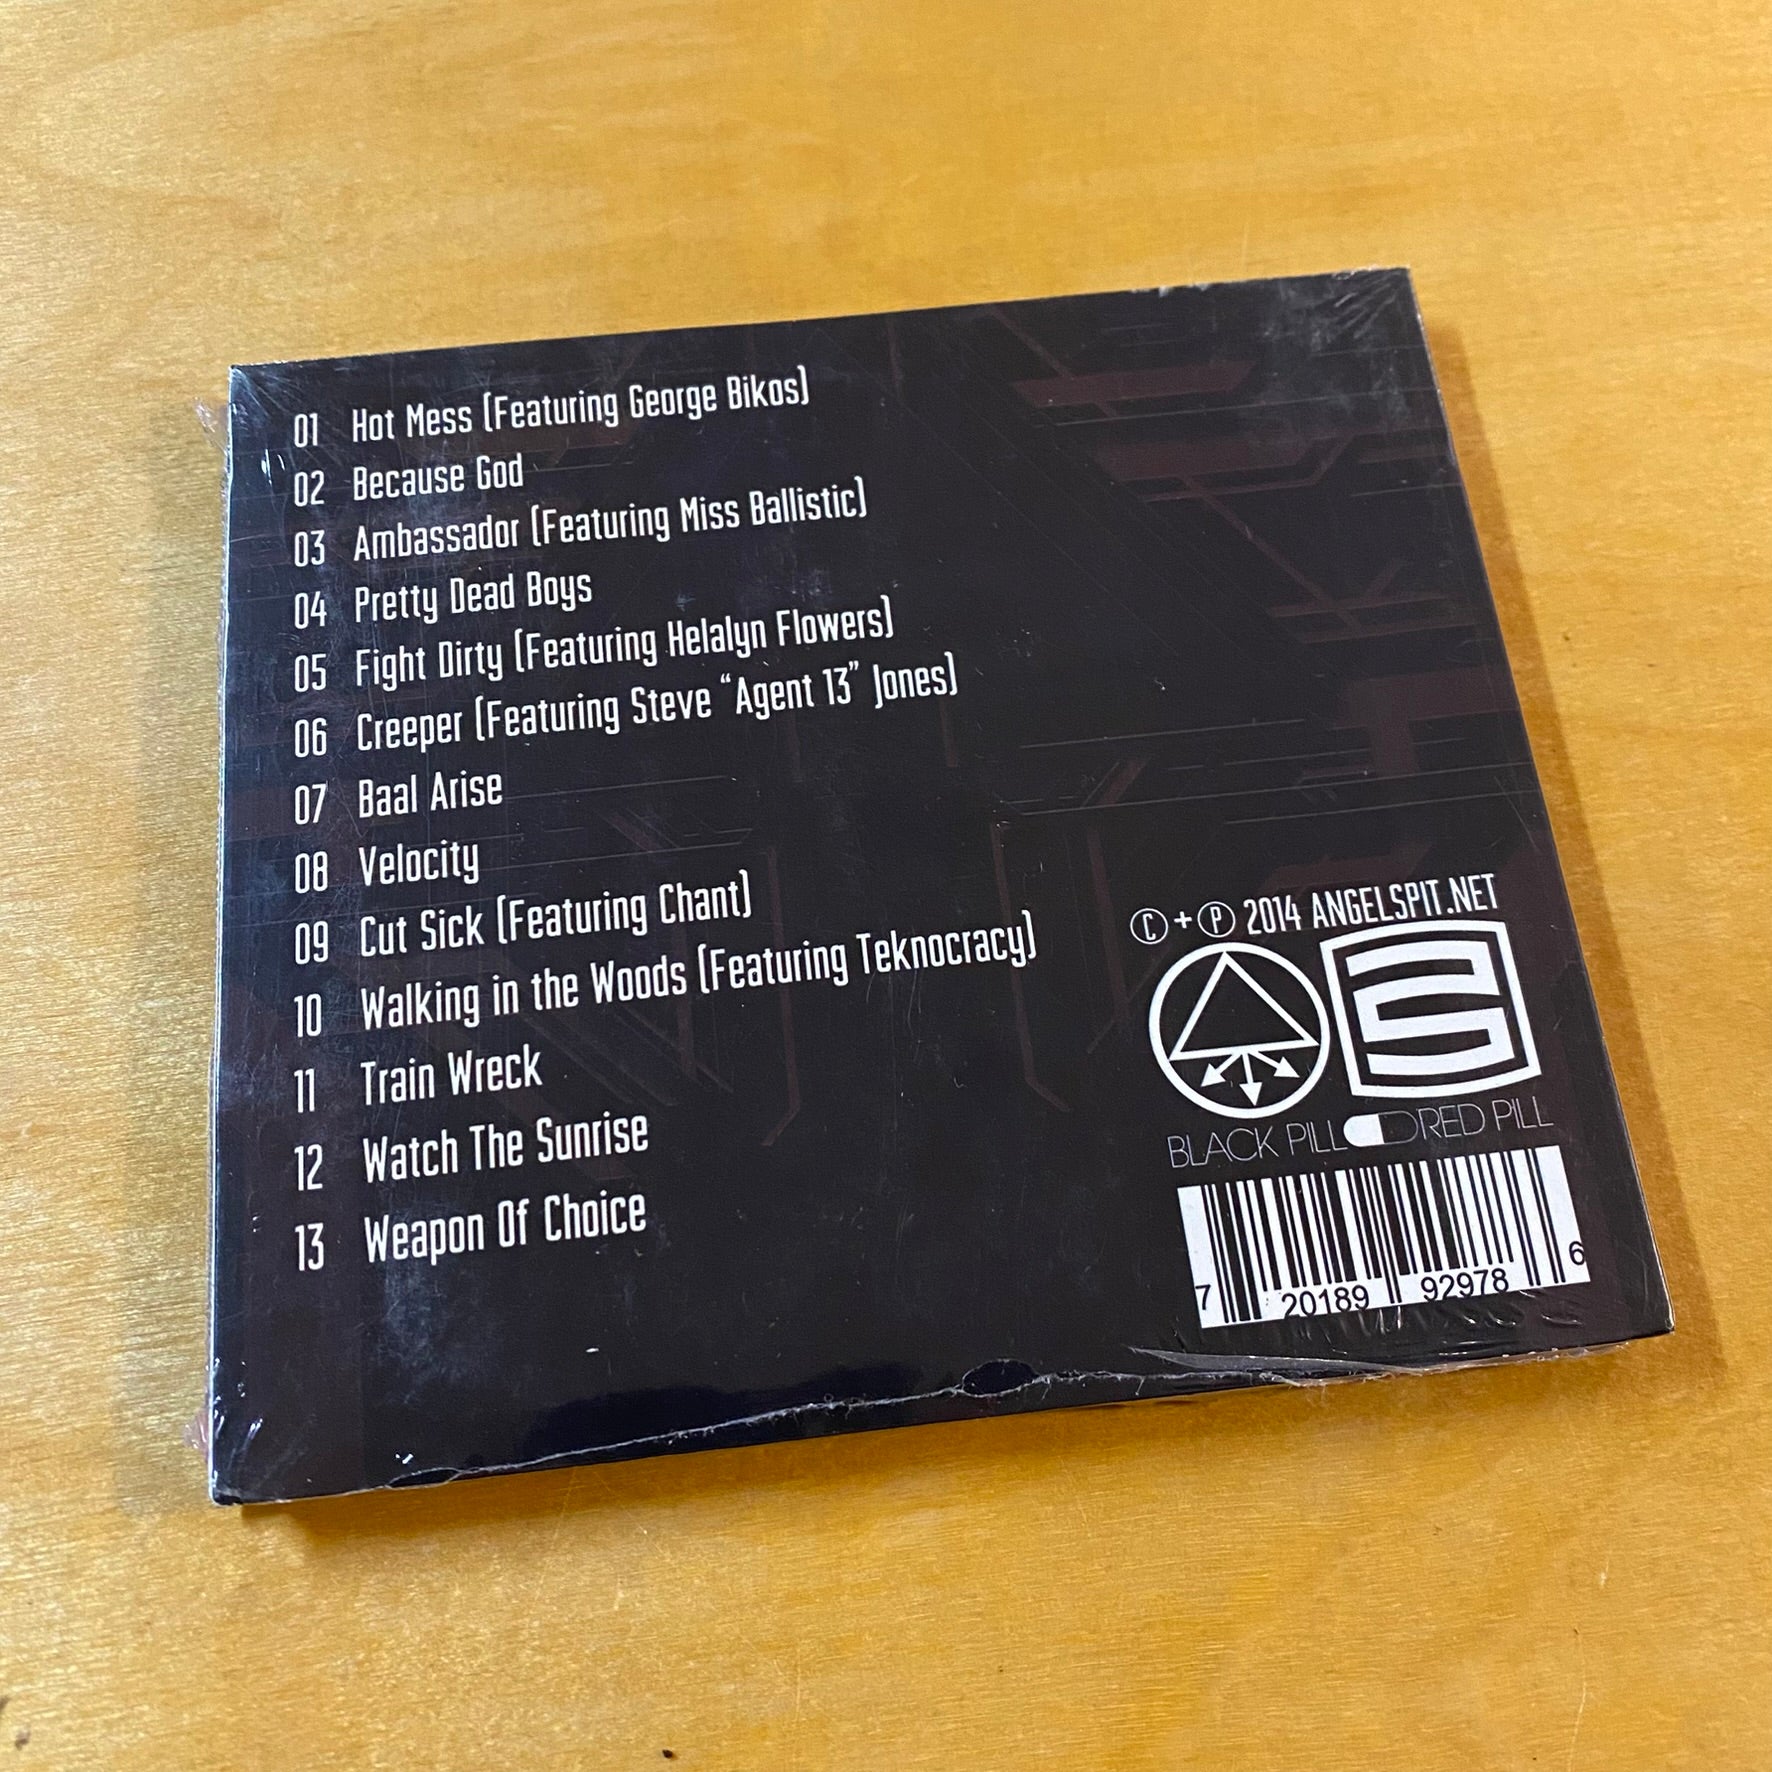 01 Hot Mess (Featuring George Bikos)
02 Because God
03 Ambassador (Featuring Miss Ballistic)
04 Pretty Dead Boys
05 Fight Dirty (Featuring Helalyn Flowers)
06 Creeper (Featuring Steve “Agent 13” Jones)
07 Baal Arise
08 Velocity
09 Cut Sick (Featuring Chant)
10 Walking in the Woods (Featuring Teknocracy)
11 Train Wreck
12 Watch The Sunrise
13 Weapon Of Choice
© + ℗ 2014 ANGELSPIT.NET
BLACK PILL RED PILL
7 20189 92978 6